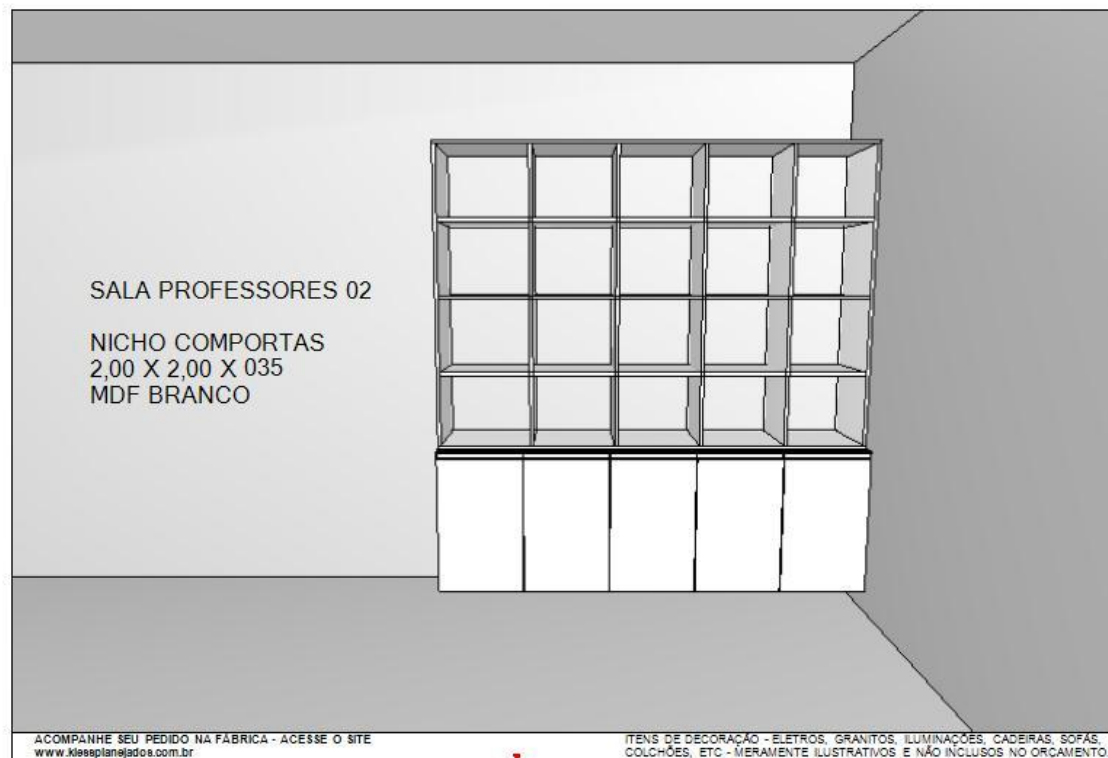 SALA PROFESSORES 02
NICHO COMPORTAS
2,00 X 2,00 X 035
MDF BRANCO
ACOMPANHE SEU PEDIDO NA FÁBRICA - ACESSE O SITE
www.klessplanejados.com.br
ITENS DE DECORAÇÃO - ELETROS, GRANITOS, ILUMINAÇÕES, CADEIRAS, SOFÁS,
COLCHÕES, ETC - MERAMENTE ILUSTRATIVOS E NÃO INCLUSOS NO ORÇAMENTO.